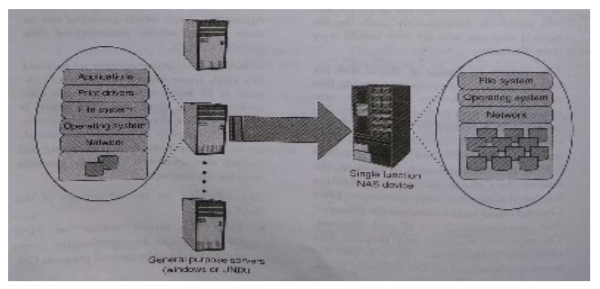 Applications
Print drivers
File system
Operating system
Network
General purpose servers
(windows or UNIX)
Single function
NAS device
File system
Operating system
Network